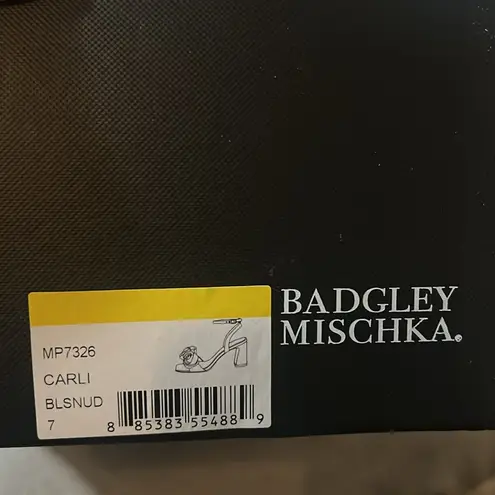 BADGLEY
MISCHKA®
MP7326
CARLI
BLSNUD
7
8 85383 55488 9